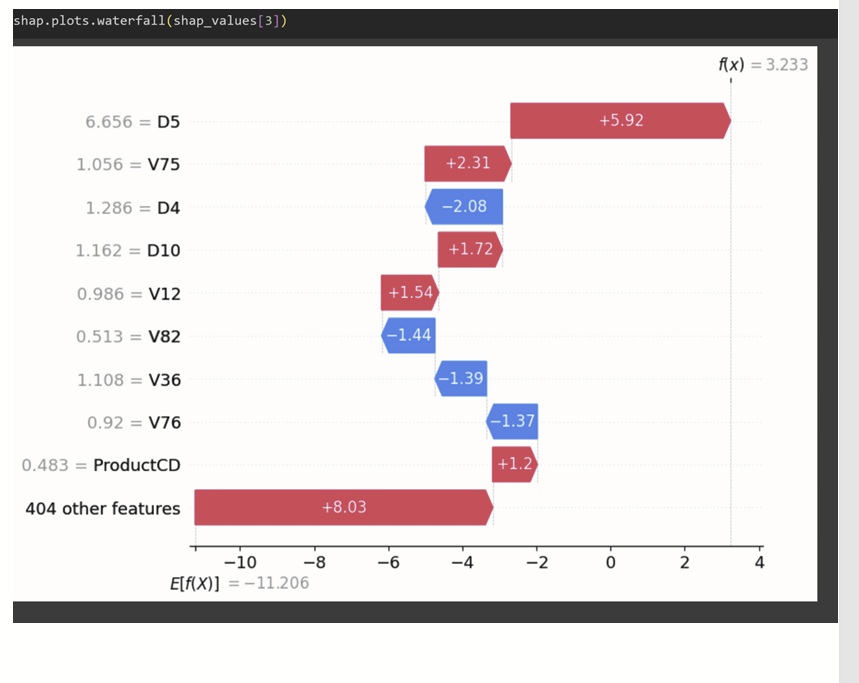 shap.plots.waterfall(shap_values[3])
f(x) = 3.233
6.656 = D5 +5.92
1.056 = V75 +2.31
1.286 = D4 −2.08
1.162 = D10 +1.72
0.986 = V12 +1.54
0.513 = V82 −1.44
1.108 = V36 −1.39
0.92 = V76 −1.37
0.483 = ProductCD +1.2
404 other features +8.03
−10 −8 −6 −4 −2 0 2 4
E[f(X)] = −11.206